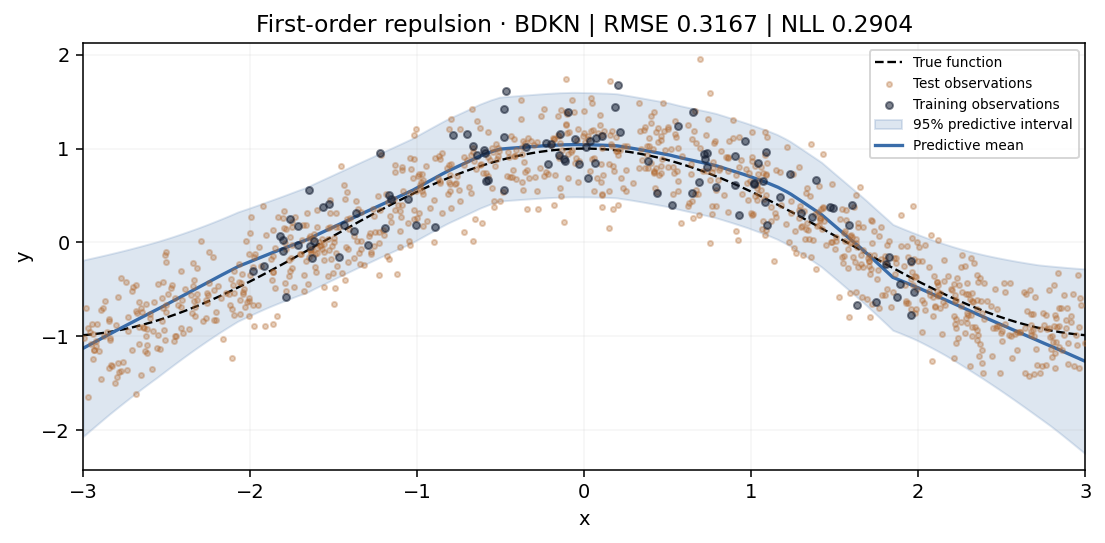 First-order repulsion · BDKN | RMSE 0.3167 | NLL 0.2904
2
1
0
−1
−2
y
True function
Test observations
Training observations
95% predictive interval
Predictive mean
−3
−2
−1
0
1
2
3
x